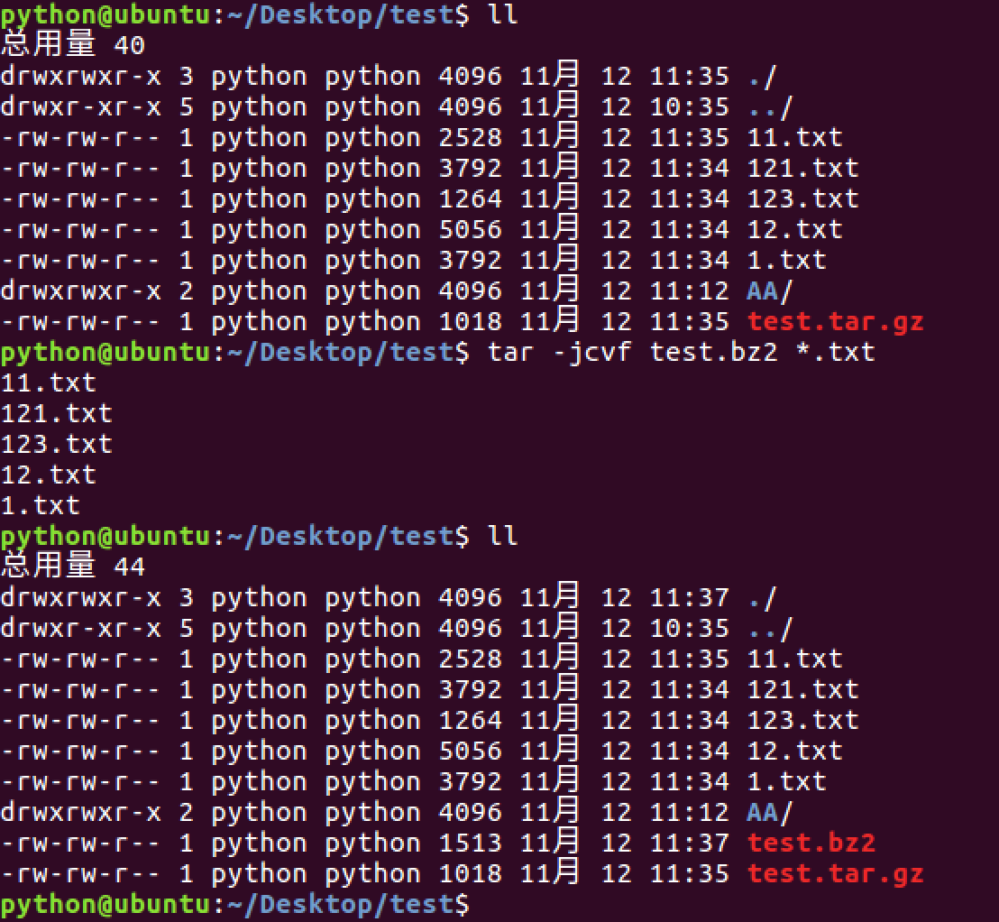 python@ubuntu:~/Desktop/test$ ll
总用量 40
drwxrwxr-x 3 python python 4096 11月 12 11:35 ./
drwxr-xr-x 5 python python 4096 11月 12 10:35 ../
-rw-rw-r-- 1 python python 2528 11月 12 11:35 11.txt
-rw-rw-r-- 1 python python 3792 11月 12 11:34 121.txt
-rw-rw-r-- 1 python python 1264 11月 12 11:34 123.txt
-rw-rw-r-- 1 python python 5056 11月 12 11:34 12.txt
-rw-rw-r-- 1 python python 3792 11月 12 11:34 1.txt
drwxrwxr-x 2 python python 4096 11月 12 11:12 AA/
-rw-rw-r-- 1 python python 1018 11月 12 11:35 test.tar.gz
python@ubuntu:~/Desktop/test$ tar -jcvf test.bz2 *.txt
11.txt
121.txt
123.txt
12.txt
1.txt
python@ubuntu:~/Desktop/test$ ll
总用量 44
drwxrwxr-x 3 python python 4096 11月 12 11:37 ./
drwxr-xr-x 5 python python 4096 11月 12 10:35 ../
-rw-rw-r-- 1 python python 2528 11月 12 11:35 11.txt
-rw-rw-r-- 1 python python 3792 11月 12 11:34 121.txt
-rw-rw-r-- 1 python python 1264 11月 12 11:34 123.txt
-rw-rw-r-- 1 python python 5056 11月 12 11:34 12.txt
-rw-rw-r-- 1 python python 3792 11月 12 11:34 1.txt
drwxrwxr-x 2 python python 4096 11月 12 11:12 AA/
-rw-rw-r-- 1 python python 1513 11月 12 11:37 test.bz2
-rw-rw-r-- 1 python python 1018 11月 12 11:35 test.tar.gz
python@ubuntu:~/Desktop/test$